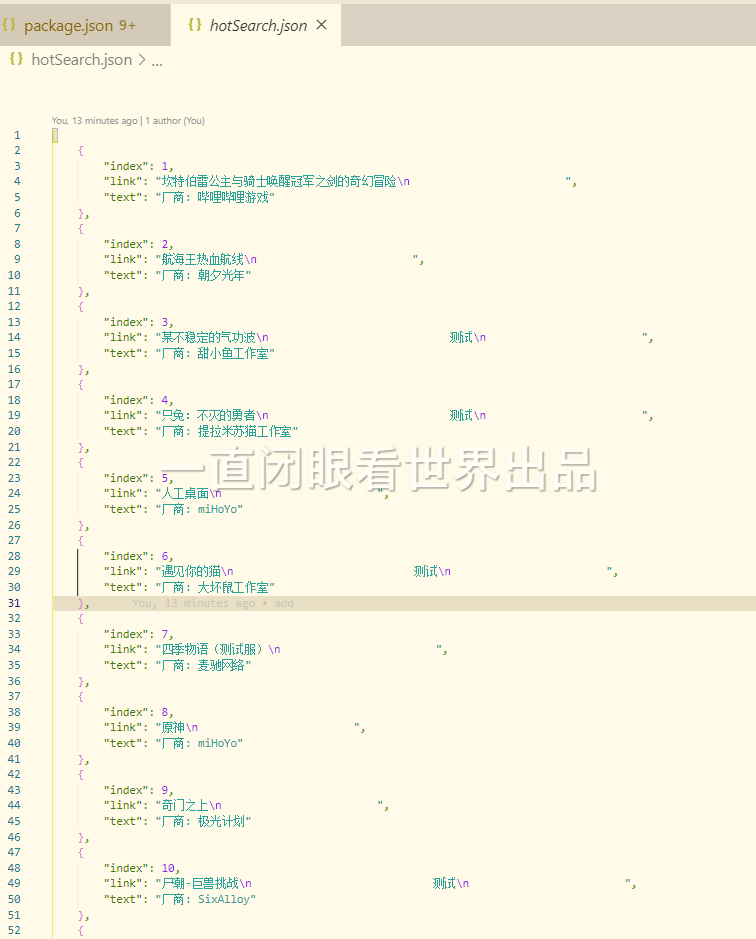 package.json 9+
hotSearch.json
hotSearch.json > ...
You, 13 minutes ago | 1 author (You)
1 [
2 {
3 "index": 1,
4 "link": "坎特伯雷公主与骑士唤醒冠军之剑的奇幻冒险\n ",
5 "text": "厂商: 哔哩哔哩游戏"
6 },
7 {
8 "index": 2,
9 "link": "航海王热血航线\n ",
10 "text": "厂商: 朝夕光年"
11 },
12 {
13 "index": 3,
14 "link": "某不稳定的气功波\n 测试\n ",
15 "text": "厂商: 甜小鱼工作室"
16 },
17 {
18 "index": 4,
19 "link": "只兔: 不灭的勇者\n 测试\n ",
20 "text": "厂商: 提拉米苏猫工作室"
21 },
一直闭眼看世界出品
22 {
23 "index": 5,
24 "link": "人工桌面\n ",
25 "text": "厂商: miHoYo"
26 },
27 {
28 "index": 6,
29 "link": "遇见你的猫\n 测试\n ",
30 "text": "厂商: 大坏鼠工作室"
31 }, You, 13 minutes ago • add
32 {
33 "index": 7,
34 "link": "四季物语（测试服）\n ",
35 "text": "厂商: 麦驰网络"
36 },
37 {
38 "index": 8,
39 "link": "原神\n ",
40 "text": "厂商: miHoYo"
41 },
42 {
43 "index": 9,
44 "link": "奇门之上\n ",
45 "text": "厂商: 极光计划"
46 },
47 {
48 "index": 10,
49 "link": "尸朝-巨兽挑战\n 测试\n ",
50 "text": "厂商: SixAlloy"
51 },
52 {